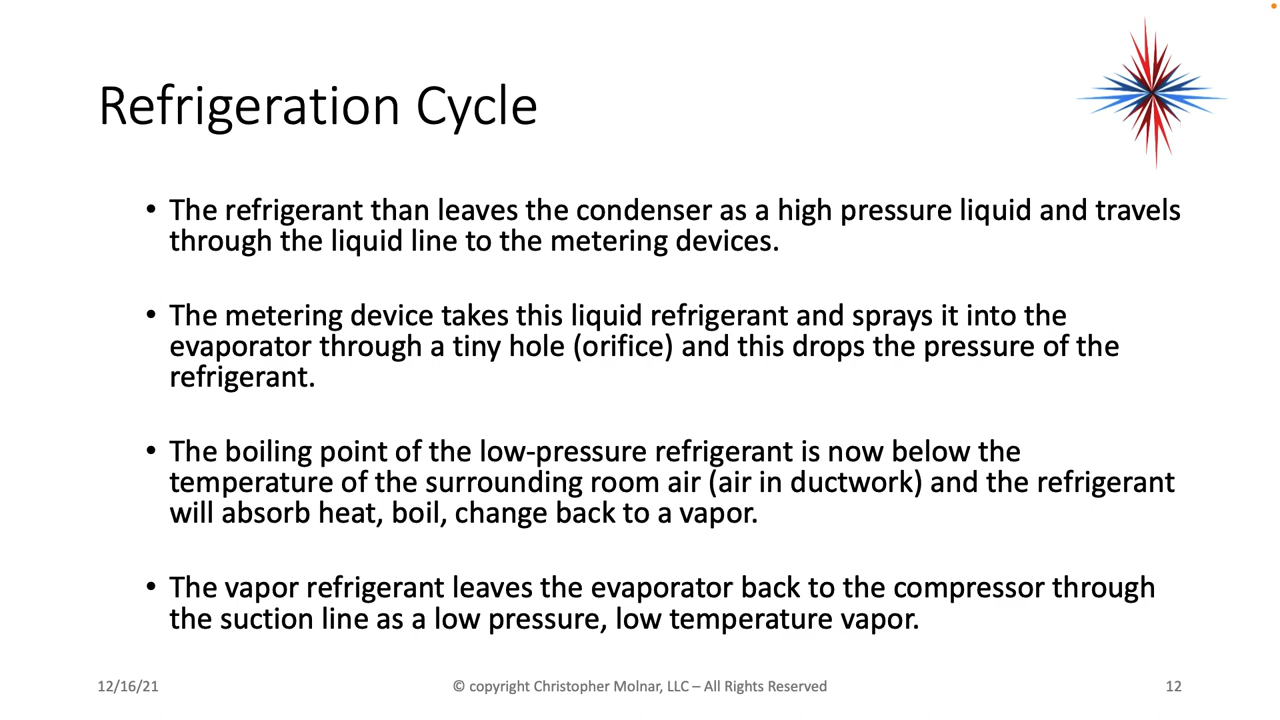 Refrigeration Cycle
• The refrigerant than leaves the condenser as a high pressure liquid and travels
through the liquid line to the metering devices.
• The metering device takes this liquid refrigerant and sprays it into the
evaporator through a tiny hole (orifice) and this drops the pressure of the
refrigerant.
• The boiling point of the low-pressure refrigerant is now below the
temperature of the surrounding room air (air in ductwork) and the refrigerant
will absorb heat, boil, change back to a vapor.
• The vapor refrigerant leaves the evaporator back to the compressor through
the suction line as a low pressure, low temperature vapor.
12/16/21 © copyright Christopher Molnar, LLC – All Rights Reserved 12